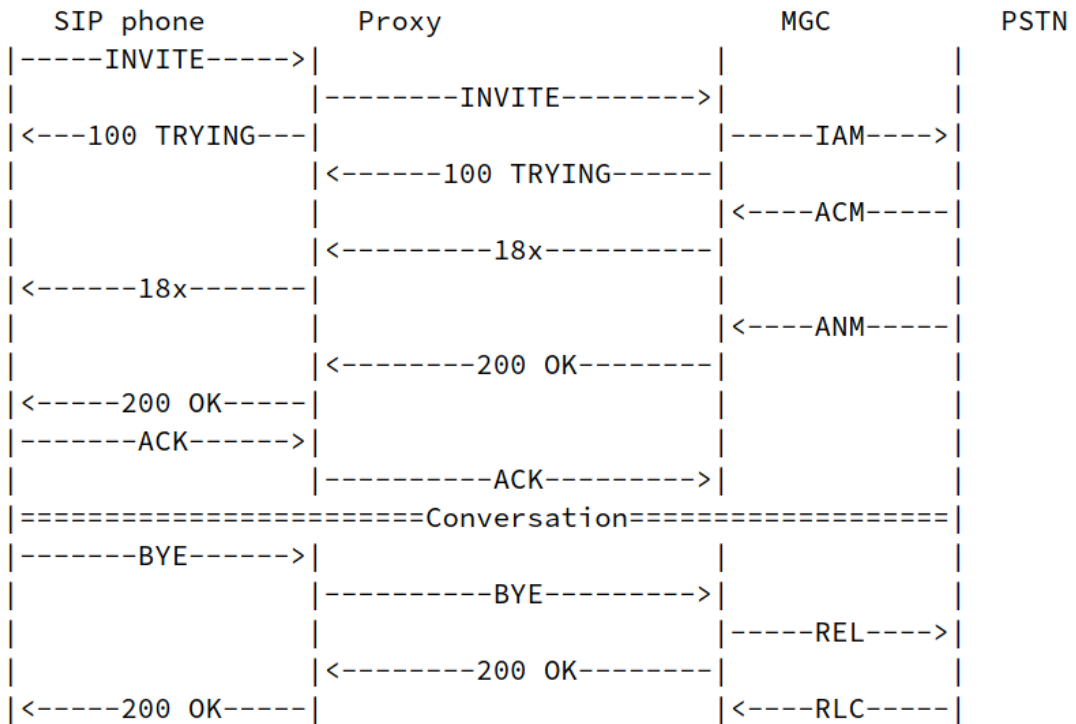 SIP phone         Proxy                    MGC          PSTN
|-----INVITE----->|                       |             |
|                 |--------INVITE-------->|             |
|<---100 TRYING---|                       |-----IAM---->|
|                 |<------100 TRYING------|             |
|                 |                       |<----ACM-----|
|                 |<---------18x----------|             |
|<------18x-------|                       |             |
|                 |                       |<----ANM-----|
|                 |<--------200 OK--------|             |
|<-----200 OK-----|                       |             |
|-------ACK------>|                       |             |
|                 |----------ACK--------->|             |
|========================Conversation===================|
|-------BYE------>|                       |             |
|                 |----------BYE--------->|             |
|                 |                       |-----REL---->|
|                 |<--------200 OK--------|             |
|<-----200 OK-----|                       |<----RLC-----|